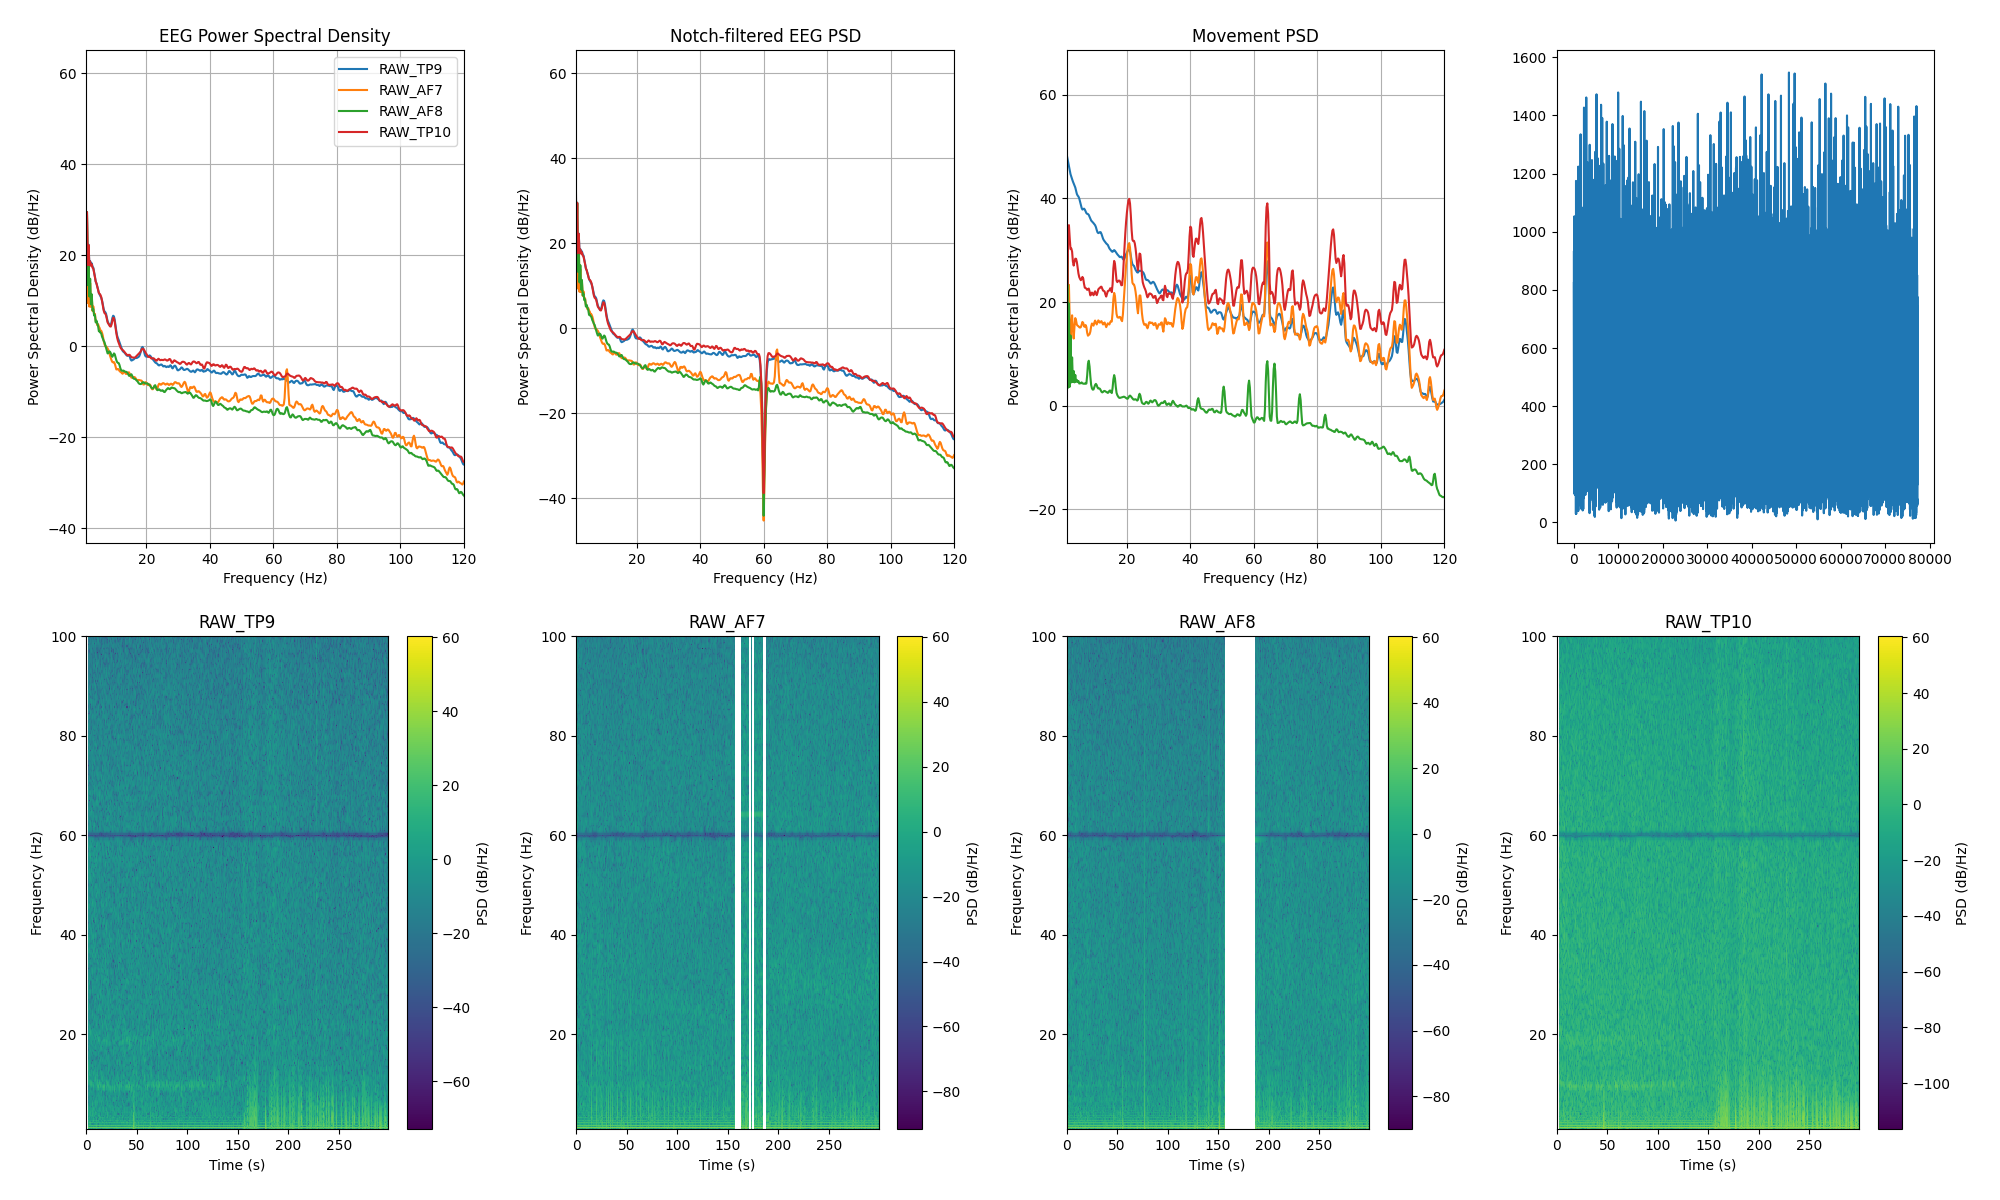 EEG Power Spectral Density
Power Spectral Density (dB/Hz)
60
40
20
0
−20
−40
RAW_TP9
RAW_AF7
RAW_AF8
RAW_TP10
20 40 60 80 100 120
Frequency (Hz)
Notch-filtered EEG PSD
Power Spectral Density (dB/Hz)
60
40
20
0
−20
−40
20 40 60 80 100 120
Frequency (Hz)
Movement PSD
Power Spectral Density (dB/Hz)
60
40
20
0
−20
20 40 60 80 100 120
Frequency (Hz)
1600
1400
1200
1000
800
600
400
200
0
0 10000 20000 30000 40000 50000 60000 70000 80000
RAW_TP9
Frequency (Hz)
100
80
60
40
20
0 50 100 150 200 250
Time (s)
60
40
20
0
−20
−40
−60
PSD (dB/Hz)
RAW_AF7
Frequency (Hz)
100
80
60
40
20
0 50 100 150 200 250
Time (s)
60
40
20
0
−20
−40
−60
−80
PSD (dB/Hz)
RAW_AF8
Frequency (Hz)
100
80
60
40
20
0 50 100 150 200 250
Time (s)
60
40
20
0
−20
−40
−60
−80
PSD (dB/Hz)
RAW_TP10
Frequency (Hz)
100
80
60
40
20
0 50 100 150 200 250
Time (s)
60
40
20
0
−20
−40
−60
−80
−100
PSD (dB/Hz)